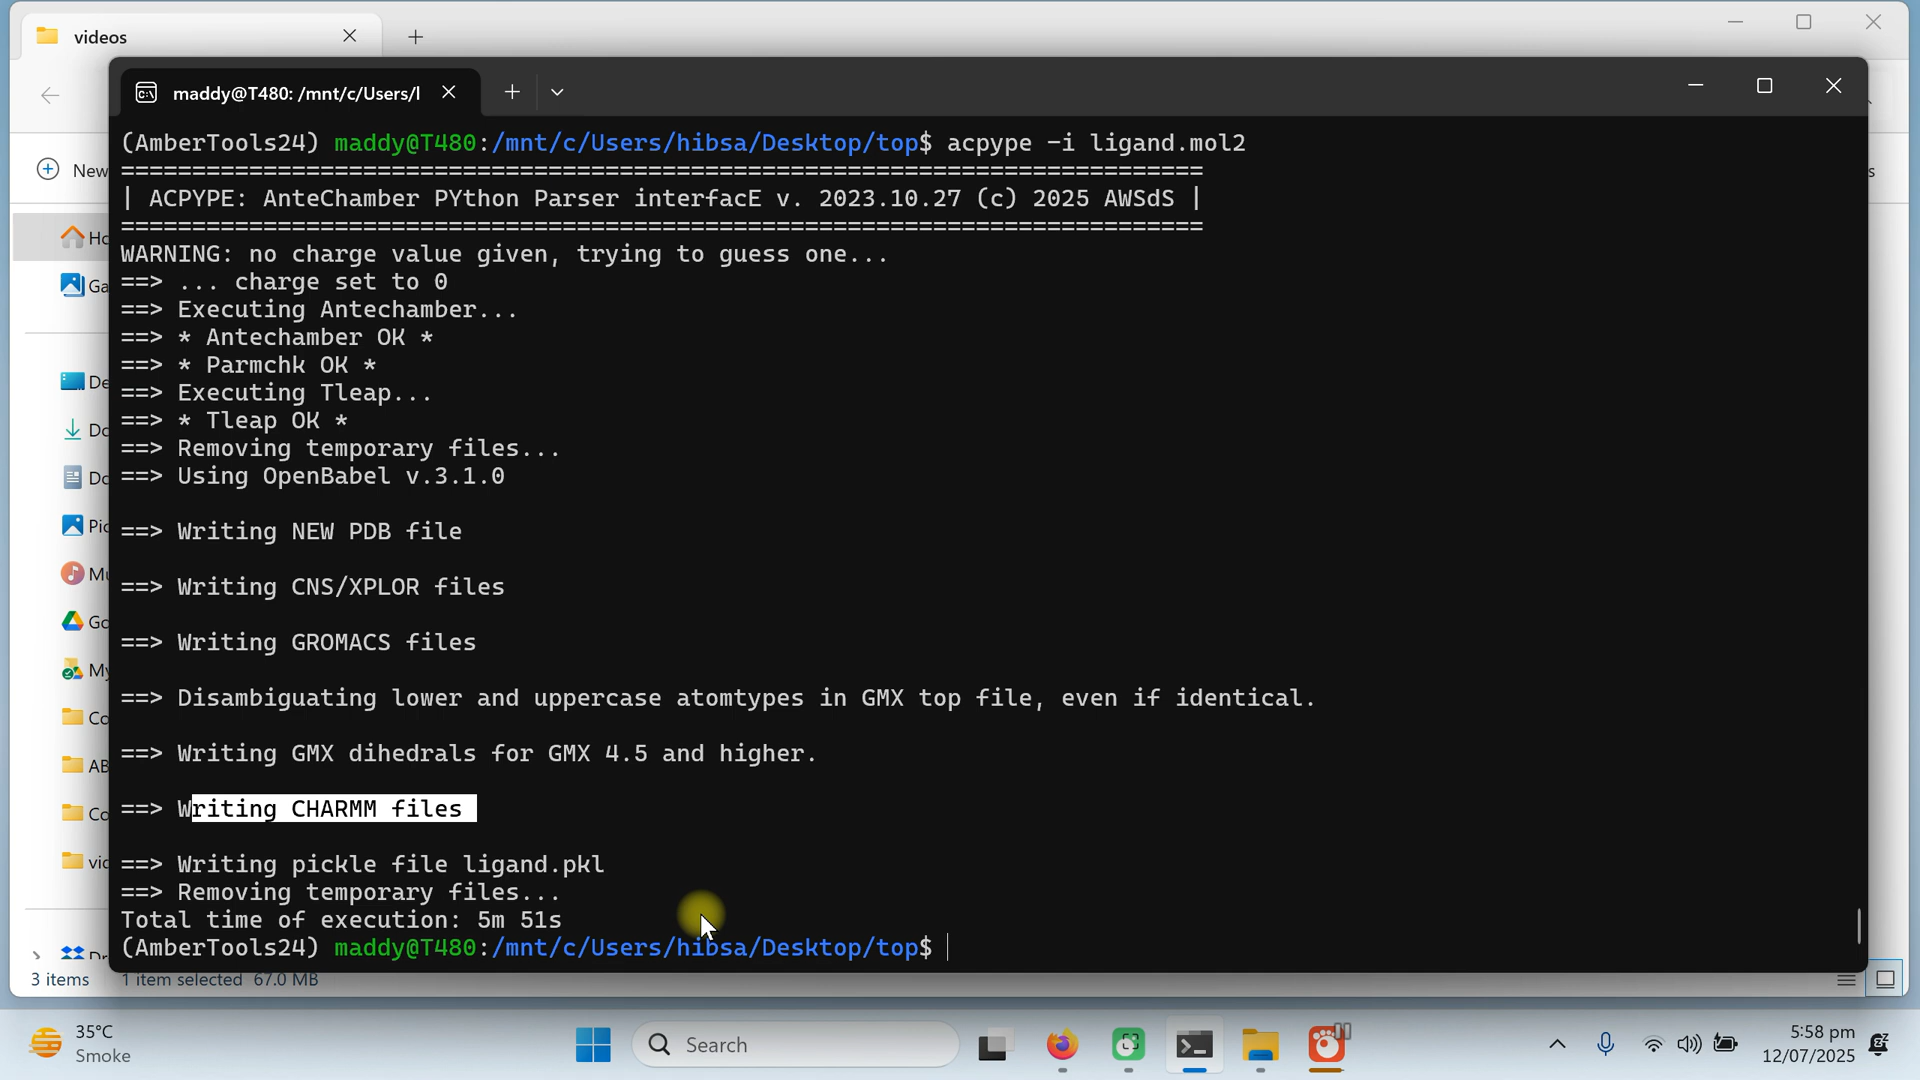 videos
maddy@T480: /mnt/c/Users/l
New
(AmberTools24) maddy@T480:/mnt/c/Users/hibsa/Desktop/top$ acpype -i ligand.mol2
==============================================================================
| ACPYPE: AnteChamber PYthon Parser interfacE v. 2023.10.27 (c) 2025 AWSdS |
==============================================================================
WARNING: no charge value given, trying to guess one...
==> ... charge set to 0
==> Executing Antechamber...
==> * Antechamber OK *
==> * Parmchk OK *
==> Executing Tleap...
==> * Tleap OK *
==> Removing temporary files...
==> Using OpenBabel v.3.1.0
==> Writing NEW PDB file
==> Writing CNS/XPLOR files
==> Writing GROMACS files
==> Disambiguating lower and uppercase atomtypes in GMX top file, even if identical.
==> Writing GMX dihedrals for GMX 4.5 and higher.
==> Writing CHARMM files
==> Writing pickle file ligand.pkl
==> Removing temporary files...
Total time of execution: 5m 51s
(AmberTools24) maddy@T480:/mnt/c/Users/hibsa/Desktop/top$
3 items 1 item selected 67.0 MB
35°C
Smoke
Search
5:58 pm
12/07/2025